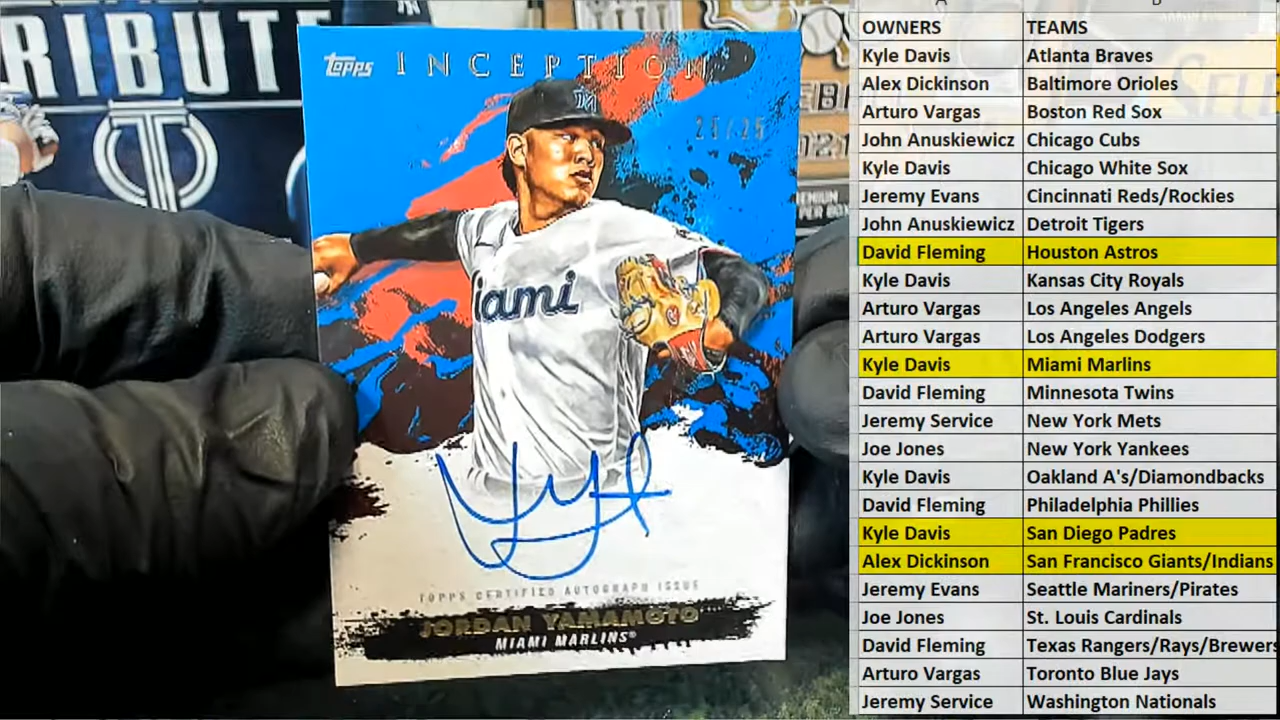 RIBUT
Topps INCEPTION
25/25
iami
TOPPS CERTIFIED AUTOGRAPH ISSUE
JORDAN YAMAMOTO
MIAMI MARLINS®
OWNERS TEAMS
Kyle Davis Atlanta Braves
Alex Dickinson Baltimore Orioles
Arturo Vargas Boston Red Sox
John Anuskiewicz Chicago Cubs
Kyle Davis Chicago White Sox
Jeremy Evans Cincinnati Reds/Rockies
John Anuskiewicz Detroit Tigers
David Fleming Houston Astros
Kyle Davis Kansas City Royals
Arturo Vargas Los Angeles Angels
Arturo Vargas Los Angeles Dodgers
Kyle Davis Miami Marlins
David Fleming Minnesota Twins
Jeremy Service New York Mets
Joe Jones New York Yankees
Kyle Davis Oakland A's/Diamondbacks
David Fleming Philadelphia Phillies
Kyle Davis San Diego Padres
Alex Dickinson San Francisco Giants/Indians
Jeremy Evans Seattle Mariners/Pirates
Joe Jones St. Louis Cardinals
David Fleming Texas Rangers/Rays/Brewers
Arturo Vargas Toronto Blue Jays
Jeremy Service Washington Nationals